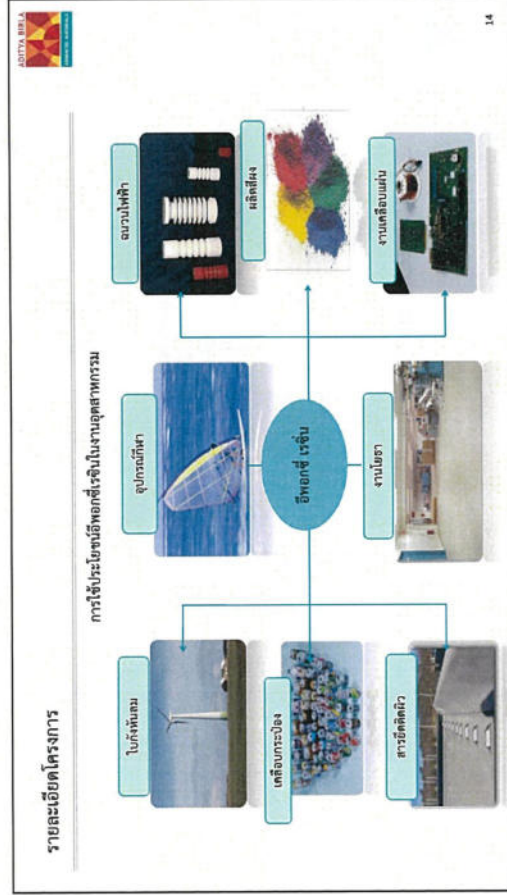 ADITYA BIRLA
รายละเอียดโครงการ
การใช้ประโยชน์อีพอกซี่เรซินในงานอุตสาหกรรม
ใบกังหันลม
อุปกรณ์กีฬา
ฉนวนไฟฟ้า
เคลือบกระป๋อง
อีพอกซี่ เรซิ่น
ผลิตสีผง
สารยึดติดผิว
งานโยธา
งานเคลือบแผ่น
14